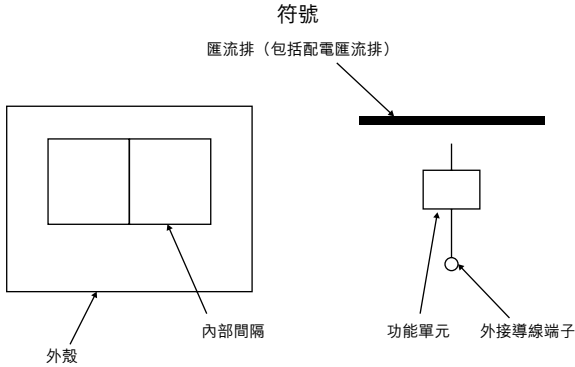 符號
匯流排（包括配電匯流排）
內部間隔
功能單元
外接導線端子
外殼